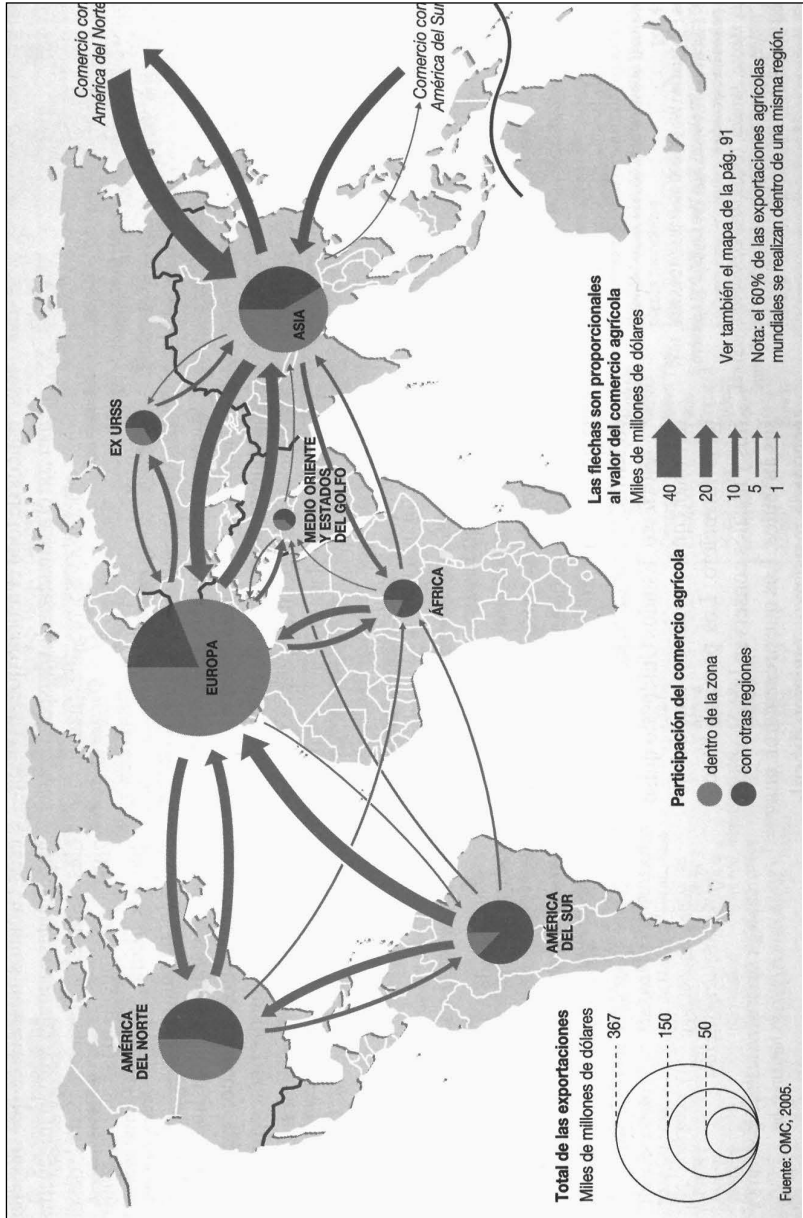 Comercio con
América del Norte
Comercio con
América del Sur
AMÉRICA
DEL NORTE
EUROPA
EX URSS
ASIA
MEDIO ORIENTE
Y ESTADOS
DEL GOLFO
ÁFRICA
AMÉRICA
DEL SUR
Total de las exportaciones
Miles de millones de dólares
367
150
50
Fuente: OMC, 2005.
Participación del comercio agrícola
dentro de la zona
con otras regiones
Las flechas son proporcionales
al valor del comercio agrícola
Miles de millones de dólares
40
20
10
5
1
Ver también el mapa de la pág. 91
Nota: el 60% de las exportaciones agrícolas
mundiales se realizan dentro de una misma región.